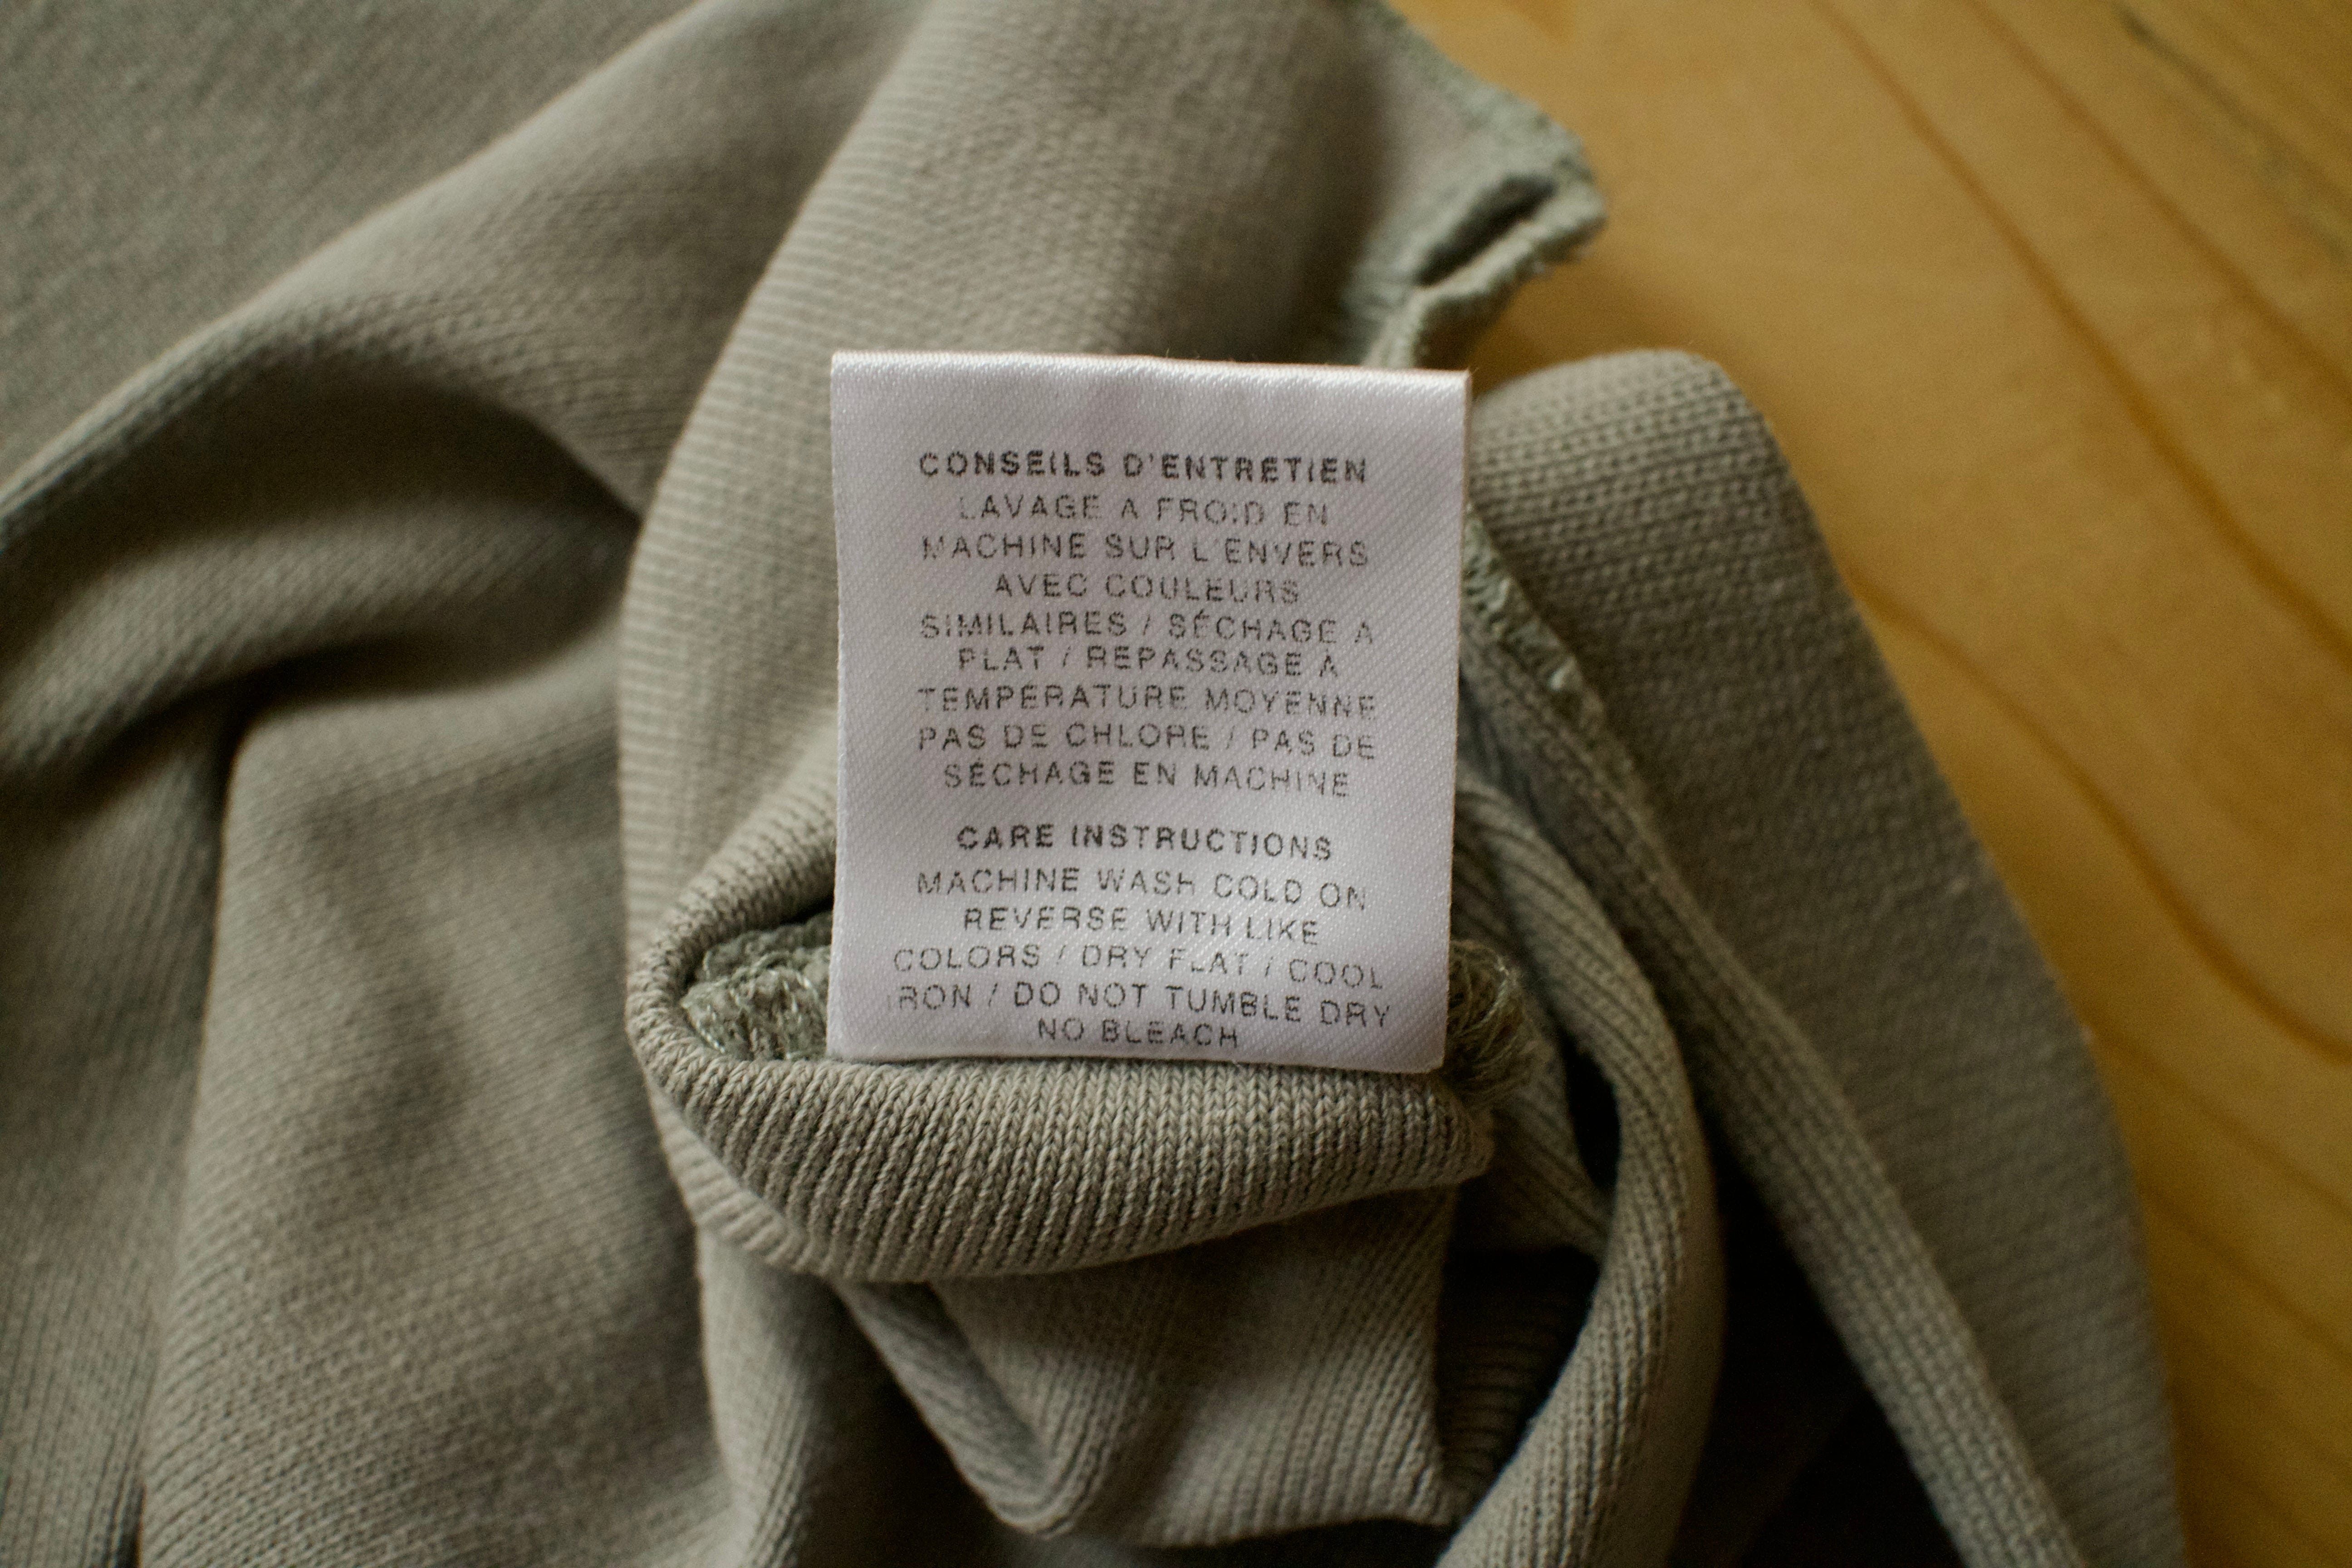 CONSEILS D'ENTRETIEN
LAVAGE A FROID EN
MACHINE SUR L'ENVERS
AVEC COULEURS
SIMILAIRES / SÉCHAGE A
PLAT / REPASSAGE À
TEMPÉRATURE MOYENNE
PAS DE CHLORE / PAS DE
SÉCHAGE EN MACHINE
CARE INSTRUCTIONS
MACHINE WASH COLD ON
REVERSE WITH LIKE
COLORS / DRY FLAT / COOL
IRON / DO NOT TUMBLE DRY
NO BLEACH